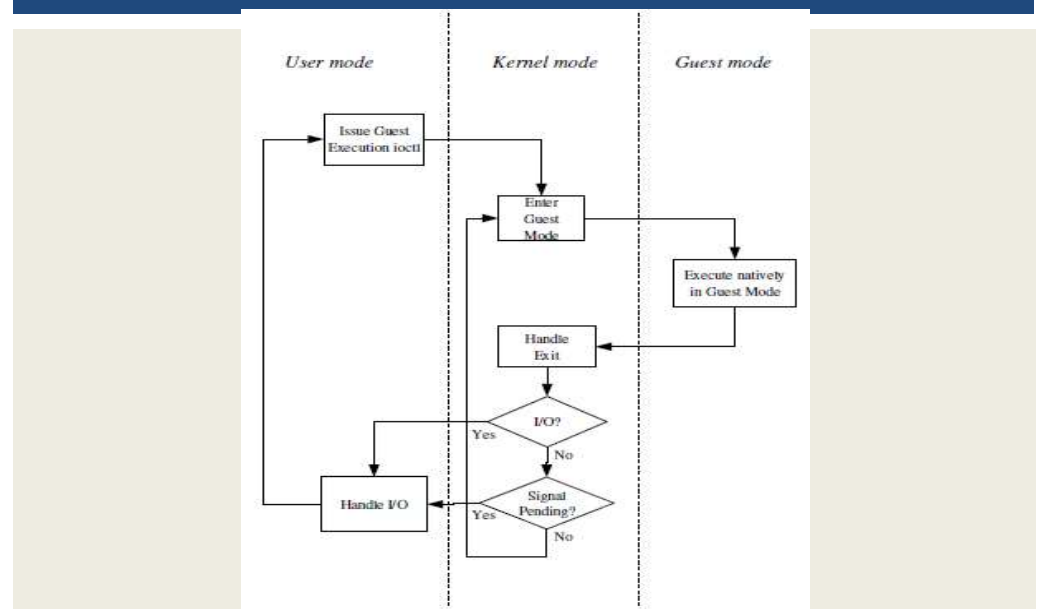 User mode
Kernel mode
Guest mode
Issue Guest
Execution ioctl
Enter
Guest
Mode
Execute natively
in Guest Mode
Handle
Exit
I/O?
Yes
No
Handle I/O
Signal
Pending?
Yes
No